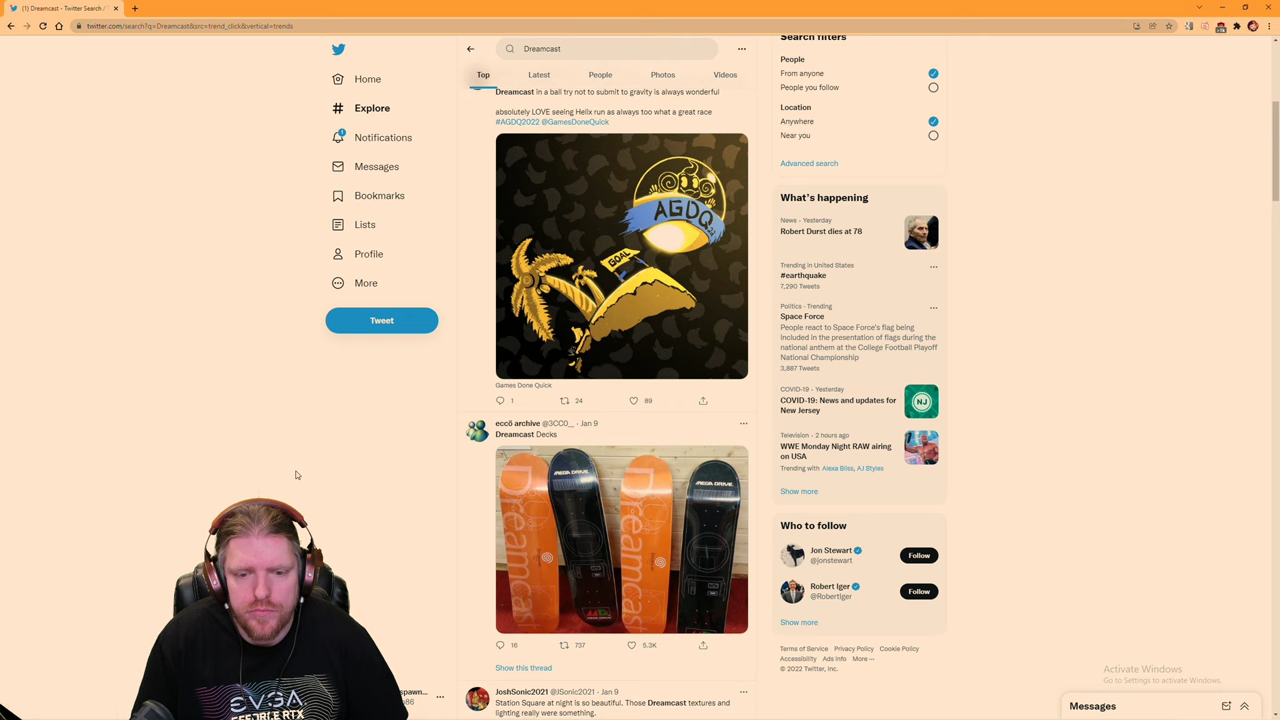 (1) Dreamcast - Twitter Search / T
twitter.com/search?q=Dreamcast&src=trend_click&vertical=trends
Dreamcast
Top
Latest
People
Photos
Videos
Home
Explore
1
Notifications
Messages
Bookmarks
Lists
Profile
More
Tweet
Dreamcast in a ball try not to submit to gravity is always wonderful
absolutely LOVE seeing Helix run as always too what a great race
#AGDQ2022 @GamesDoneQuick
AGDQ
GOAL
Games Done Quick
1
24
89
eccö archive @3CC0__ · Jan 9
Dreamcast Decks
Dreamcast
MEGA DRIVE
Dreamcast
MEGA DRIVE
16
737
5.3K
Show this thread
JoshSonic2021 @JSonic2021 · Jan 9
Station Square at night is so beautiful. Those Dreamcast textures and
lighting really were something.
Search filters
People
From anyone
People you follow
Location
Anywhere
Near you
Advanced search
What's happening
News · Yesterday
Robert Durst dies at 78
Trending in United States
#earthquake
7,290 Tweets
Politics · Trending
Space Force
People react to Space Force's flag being
included in the presentation of flags during the
national anthem at the College Football Playoff
National Championship
3,887 Tweets
COVID-19 · Yesterday
COVID-19: News and updates for
New Jersey
NJ
Television · 2 hours ago
WWE Monday Night RAW airing
on USA
Trending with Alexa Bliss, AJ Styles
Show more
Who to follow
Jon Stewart
@jonstewart
Follow
Robert Iger
@RobertIger
Follow
Show more
Terms of Service Privacy Policy Cookie Policy
Accessibility Ads info More ···
© 2022 Twitter, Inc.
Activate Windows
Go to Settings to activate Windows.
Messages
EVGA
spawn...
86